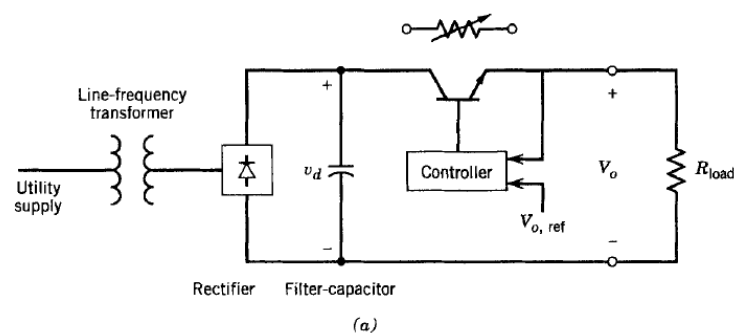 Line-frequency
transformer
Utility
supply
+
v_d
−
Controller
V_o, ref
+
V_o
−
R_load
Rectifier
Filter-capacitor
(a)